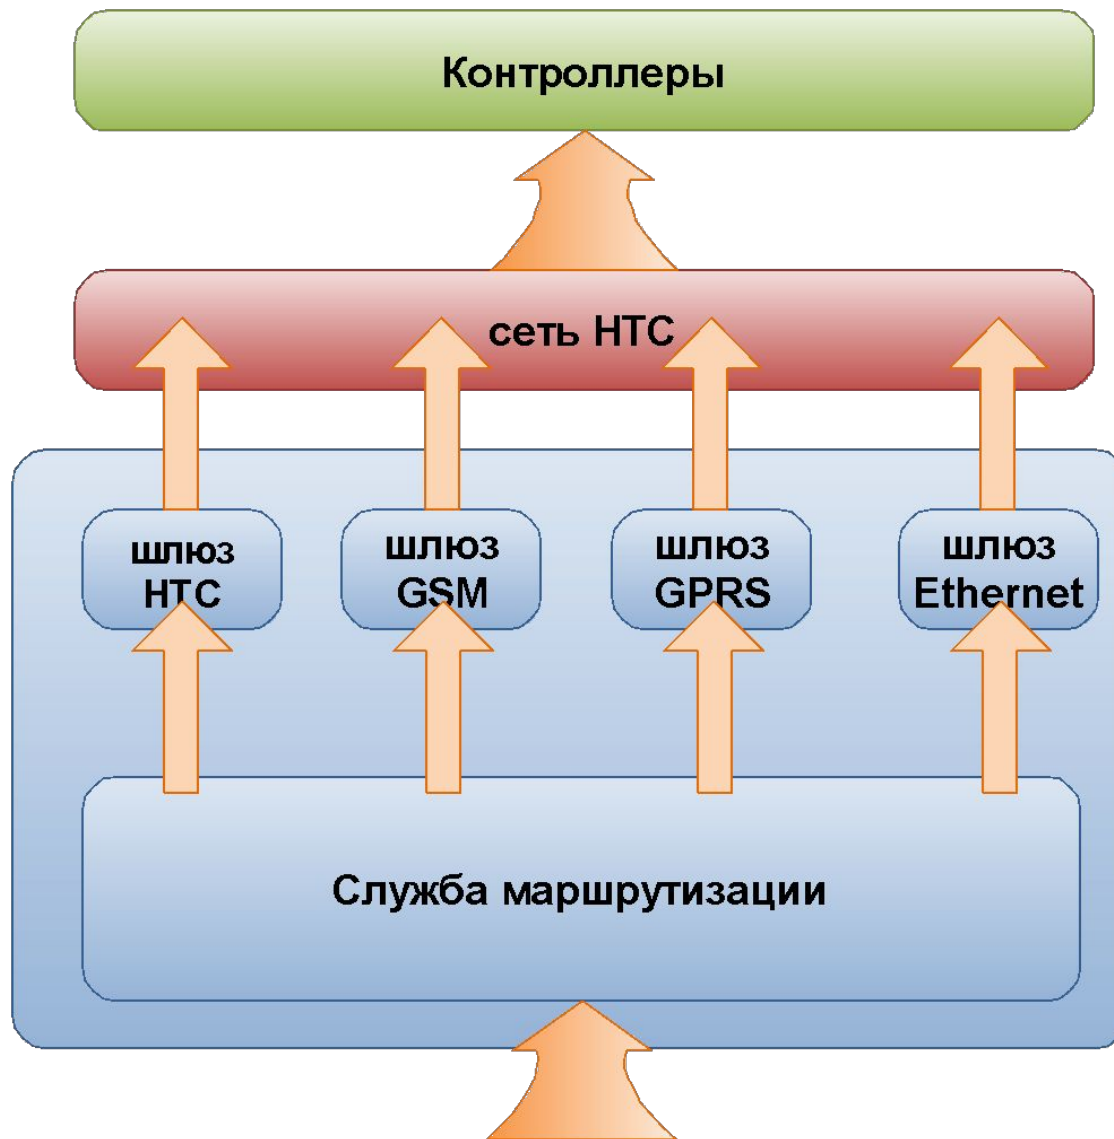 Контроллеры
сеть НТС
шлюз
НТС
шлюз
GSM
шлюз
GPRS
шлюз
Ethernet
Служба маршрутизации